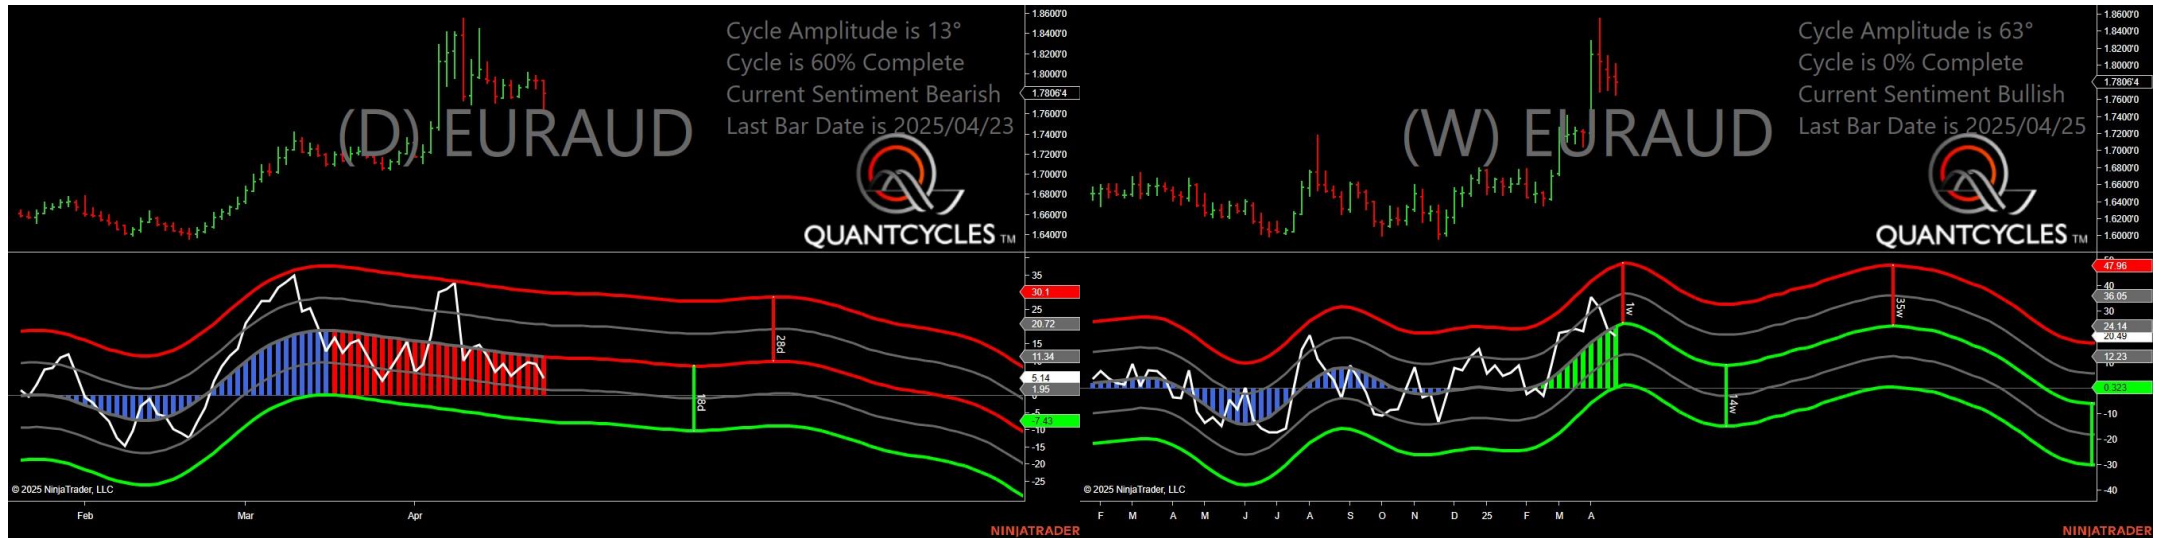 Cycle Amplitude is 13°
Cycle is 60% Complete
Current Sentiment Bearish
Last Bar Date is 2025/04/23
(D) EURAUD
QUANTCYCLES TM
1.8600'0
1.8400'0
1.8200'0
1.8000'0
1.7806'4
1.7600'0
1.7400'0
1.7200'0
1.7000'0
1.6800'0
1.6600'0
1.6400'0
35
30.1
25
20.72
15
11.34
5.14
1.95
-5
-7.43
-10
-15
-20
-25
28d
18d
© 2025 NinjaTrader, LLC
Feb Mar Apr
NINJATRADER
Cycle Amplitude is 63°
Cycle is 0% Complete
Current Sentiment Bullish
Last Bar Date is 2025/04/25
(W) EURAUD
QUANTCYCLES TM
1.8600'0
1.8400'0
1.8200'0
1.8000'0
1.7806'4
1.7600'0
1.7400'0
1.7200'0
1.7000'0
1.6800'0
1.6600'0
1.6400'0
1.6200'0
1.6000'0
47.96
40
36.05
30
24.14
20.49
12.23
0.323
-10
-20
-30
-40
1w
35w
14w
© 2025 NinjaTrader, LLC
F M A M J J A S O N D 25 F M A
NINJATRADER